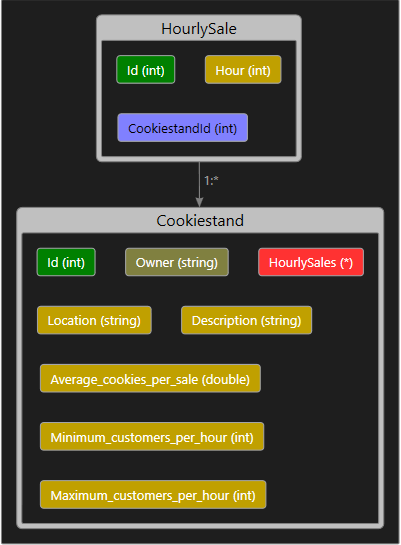 HourlySale
Id (int) Hour (int)
CookiestandId (int)
1:*
Cookiestand
Id (int) Owner (string) HourlySales (*)
Location (string) Description (string)
Average_cookies_per_sale (double)
Minimum_customers_per_hour (int)
Maximum_customers_per_hour (int)